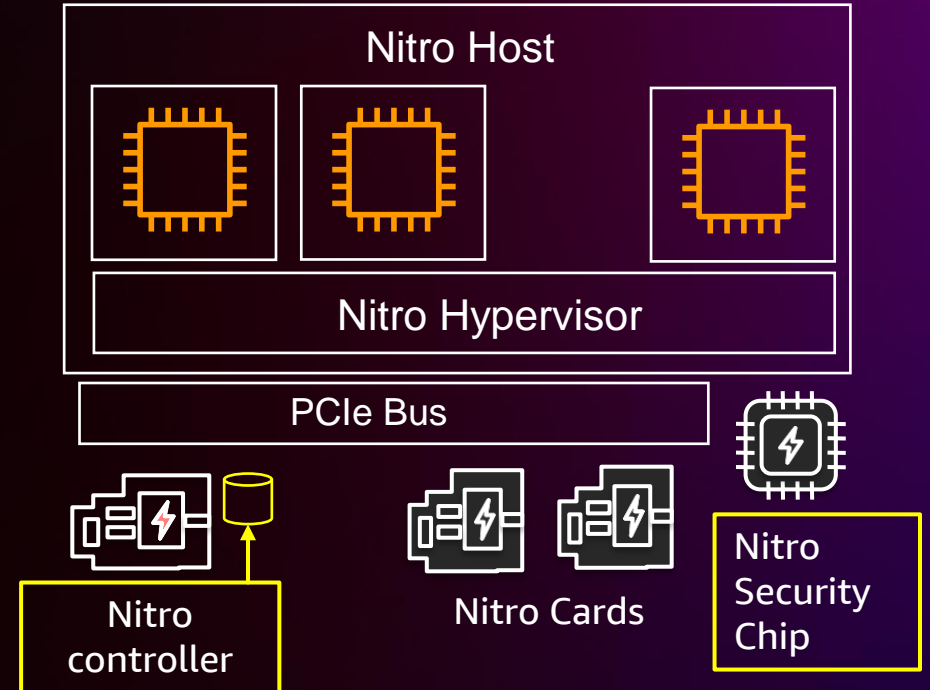 Nitro Host
Nitro Hypervisor
PCIe Bus
Nitro
controller
Nitro Cards
Nitro
Security
Chip